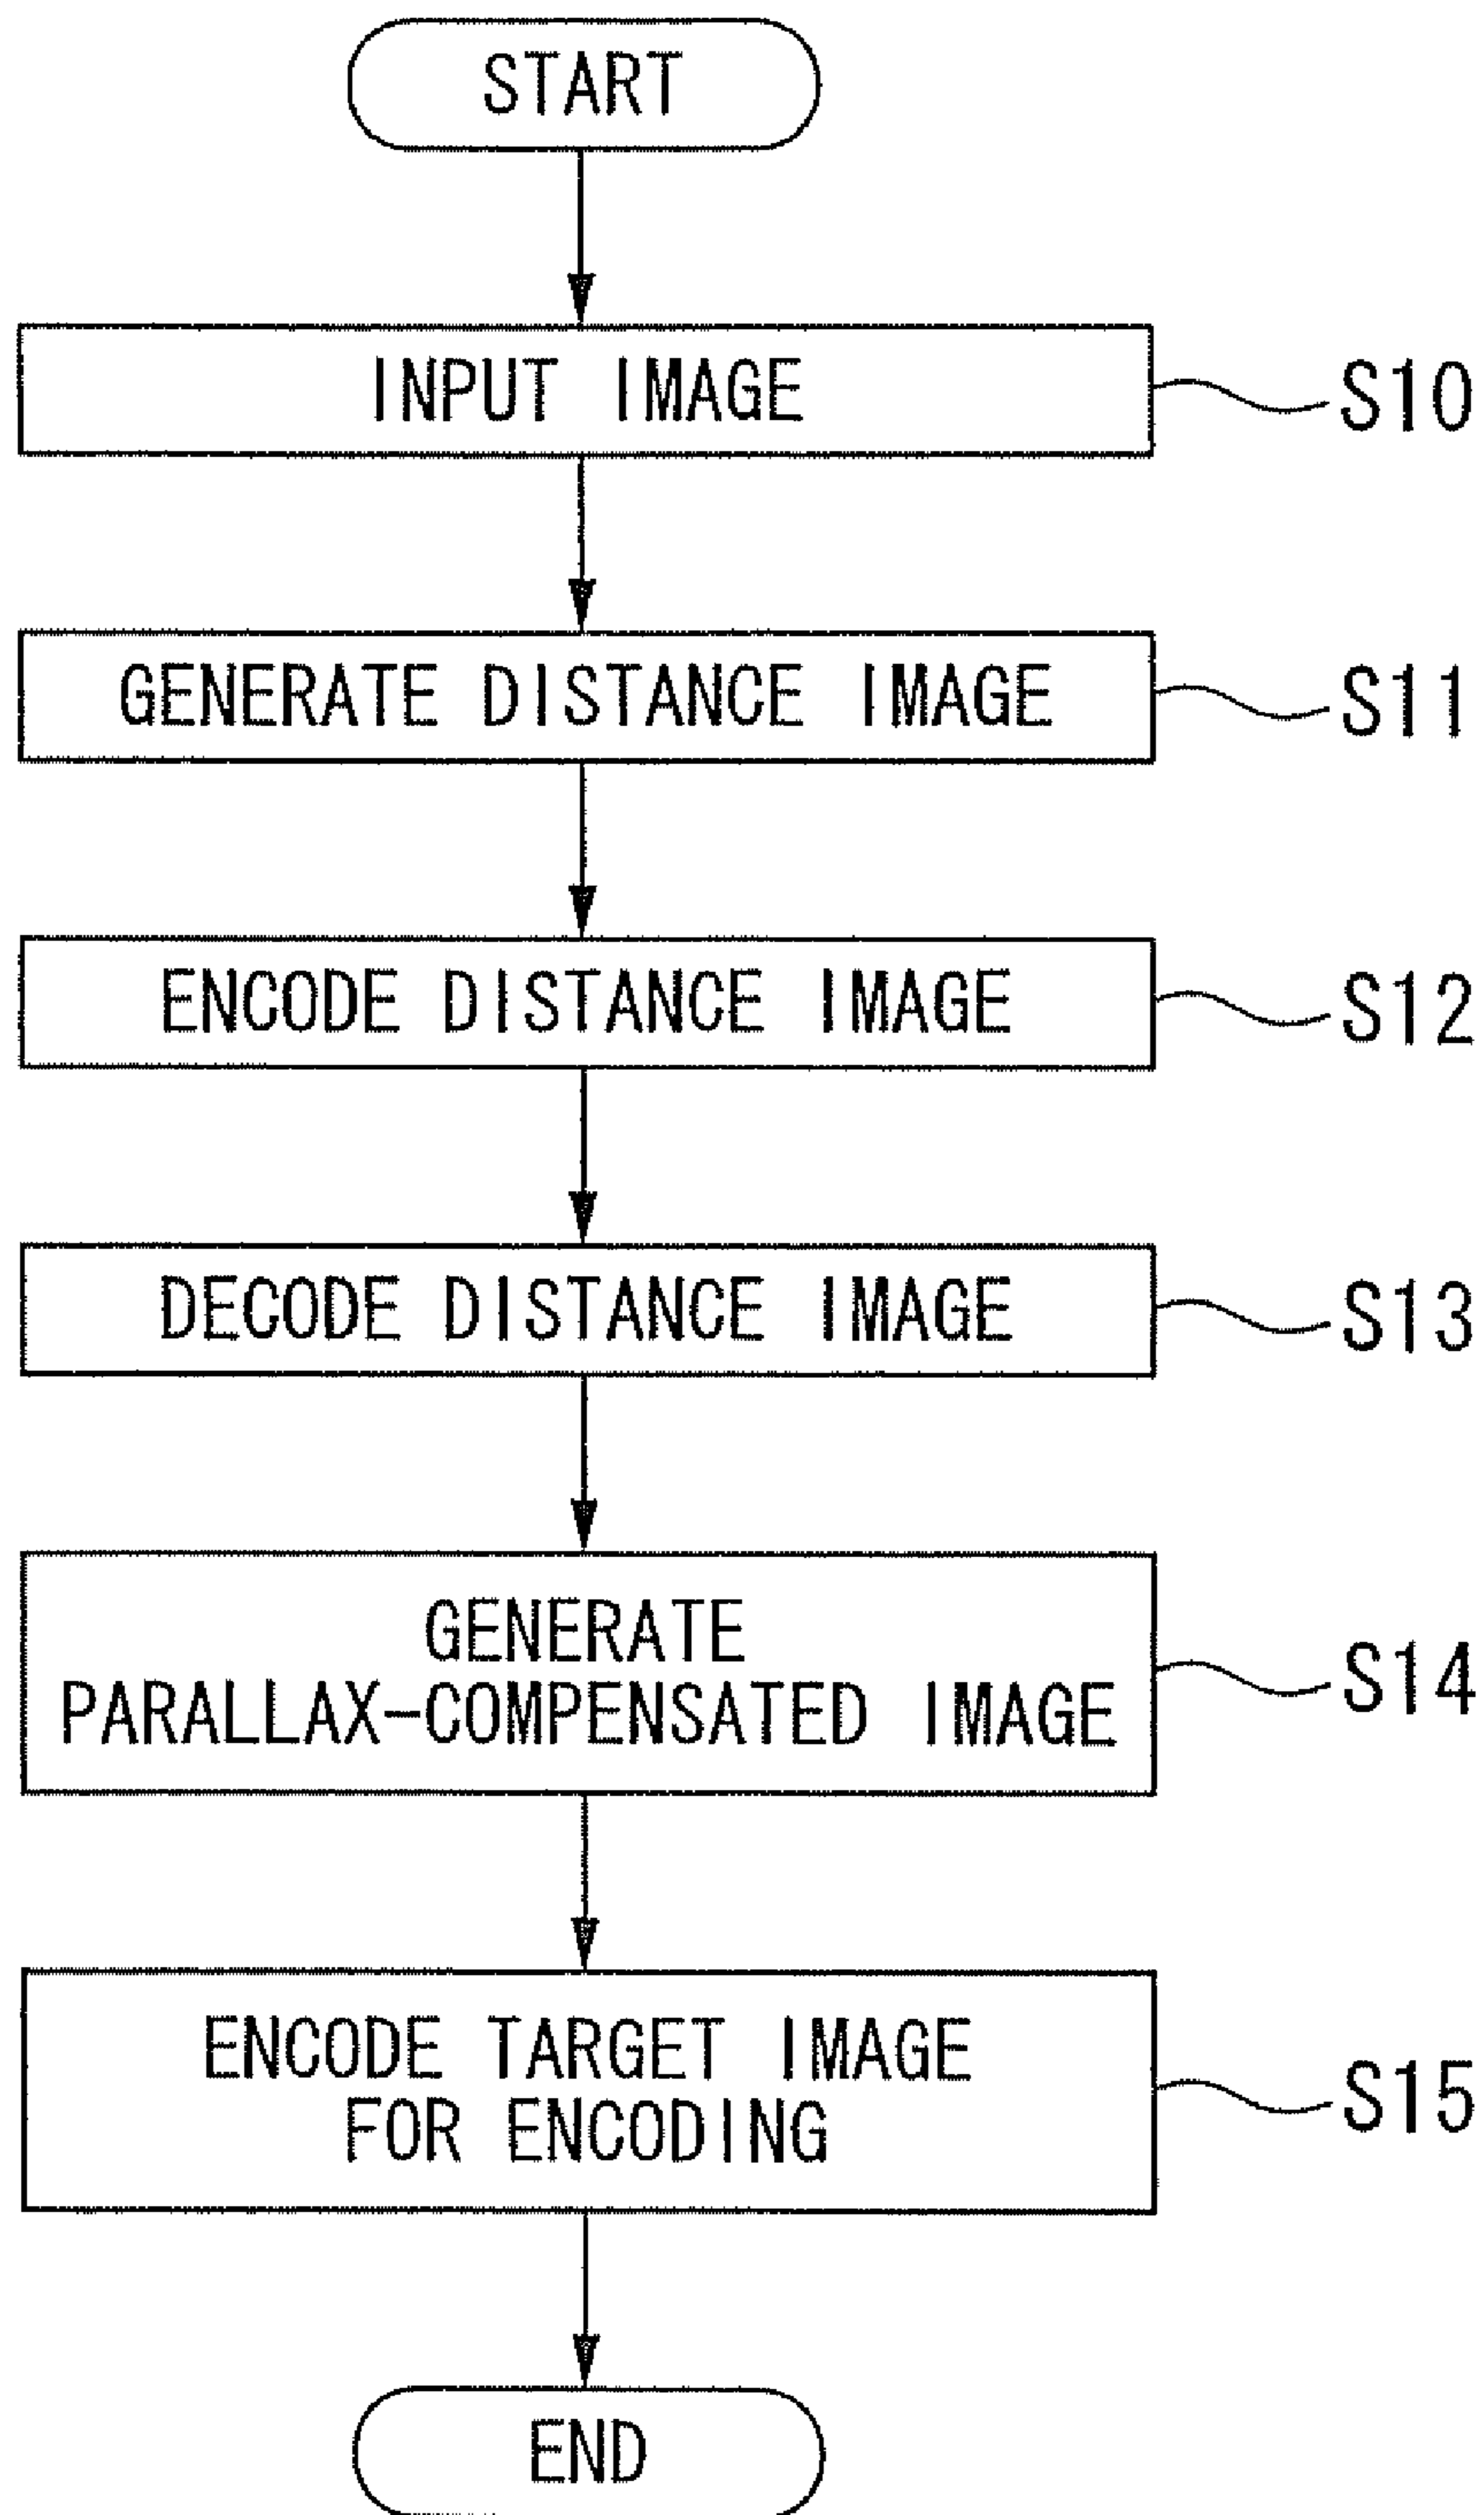 START
INPUT IMAGE
S10
GENERATE DISTANCE IMAGE
S11
ENCODE DISTANCE IMAGE
S12
DECODE DISTANCE IMAGE
S13
GENERATE
PARALLAX-COMPENSATED IMAGE
S14
ENCODE TARGET IMAGE
FOR ENCODING
S15
END